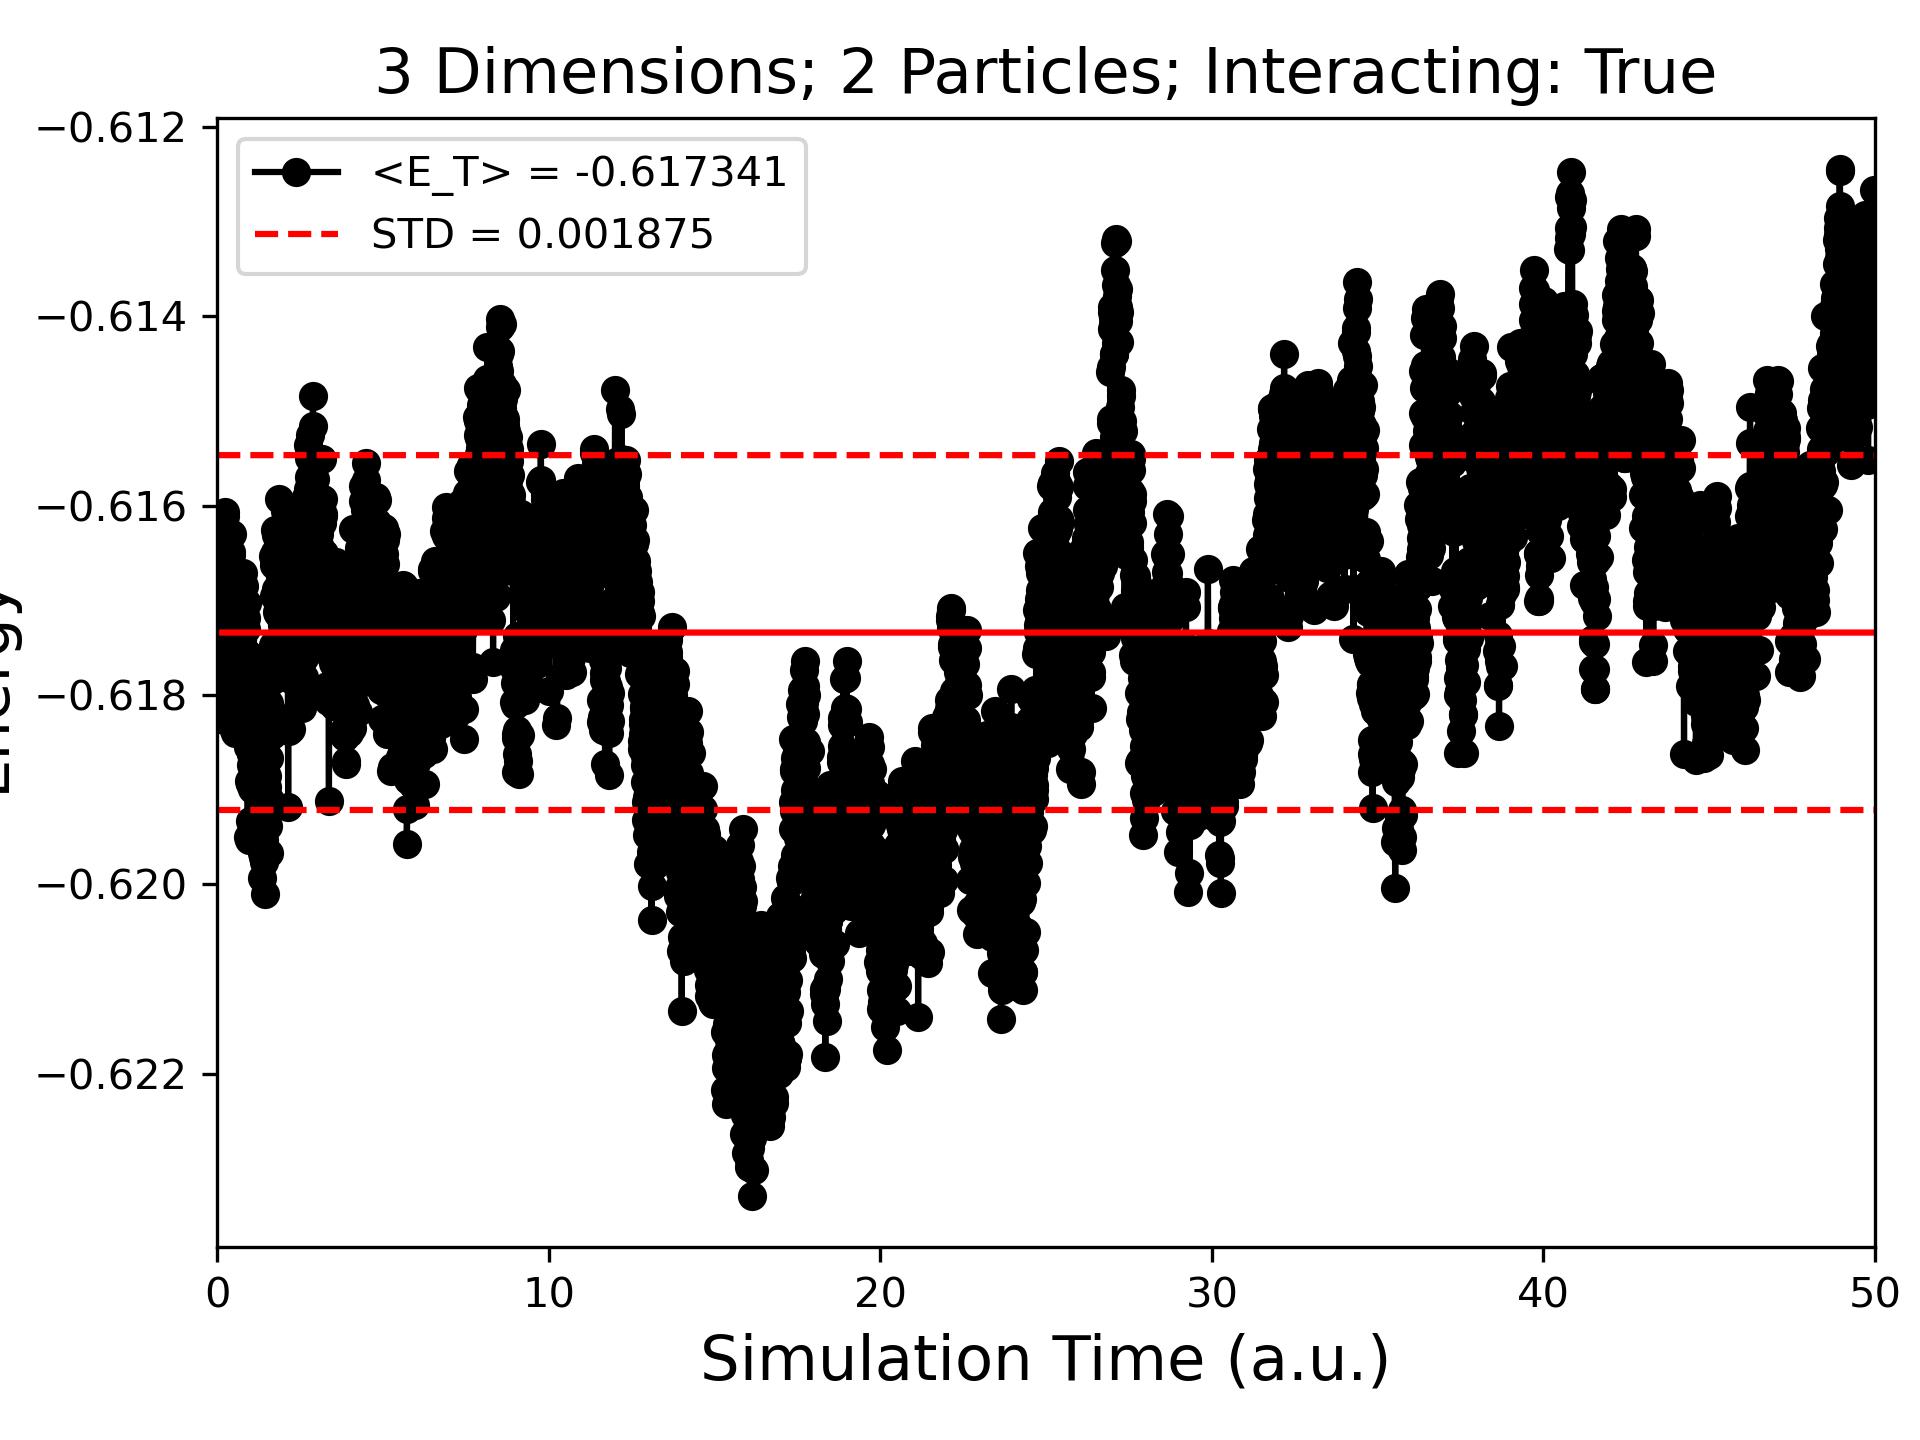 3 Dimensions; 2 Particles; Interacting: True
<E_T> = -0.617341
STD = 0.001875
−0.612
−0.614
−0.616
−0.618
−0.620
−0.622
Energy
0 10 20 30 40 50
Simulation Time (a.u.)